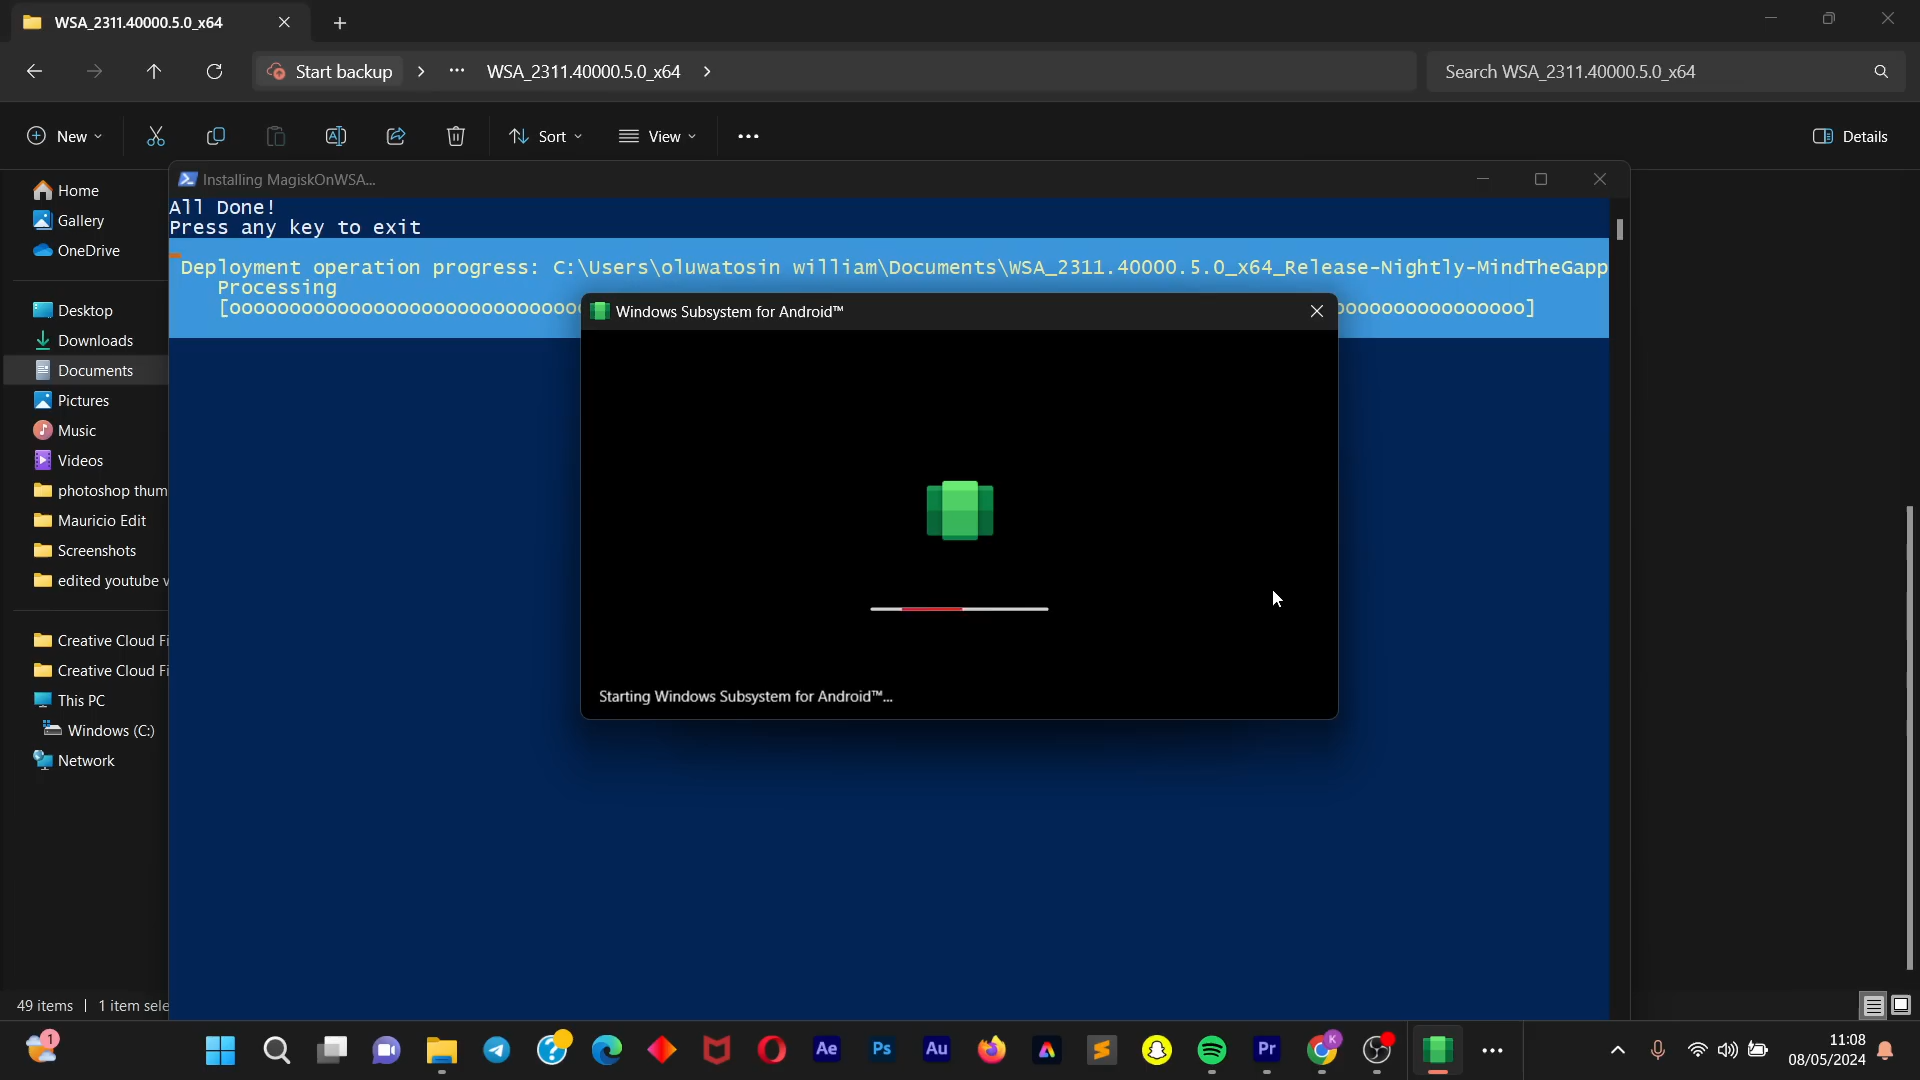 WSA_2311.40000.5.0_x64
Start backup
WSA_2311.40000.5.0_x64
Search WSA_2311.40000.5.0_x64
New
Sort
View
Details
Home
Gallery
OneDrive
Desktop
Downloads
Documents
Pictures
Music
Videos
photoshop thum
Mauricio Edit
Screenshots
edited youtube v
Creative Cloud Fi
Creative Cloud Fi
This PC
Windows (C:)
Network
49 items
1 item sele
Installing MagiskOnWSA...
All Done!
Press any key to exit
Deployment operation progress: C:\Users\oluwatosin william\Documents\WSA_2311.40000.5.0_x64_Release-Nightly-MindTheGapp
Processing
[oooooooooooooooooooooooooooooo
oooooooooooooooo]
Windows Subsystem for Android™
Starting Windows Subsystem for Android™...
1
Ae
Ps
Au
K
Pr
11:08
08/05/2024